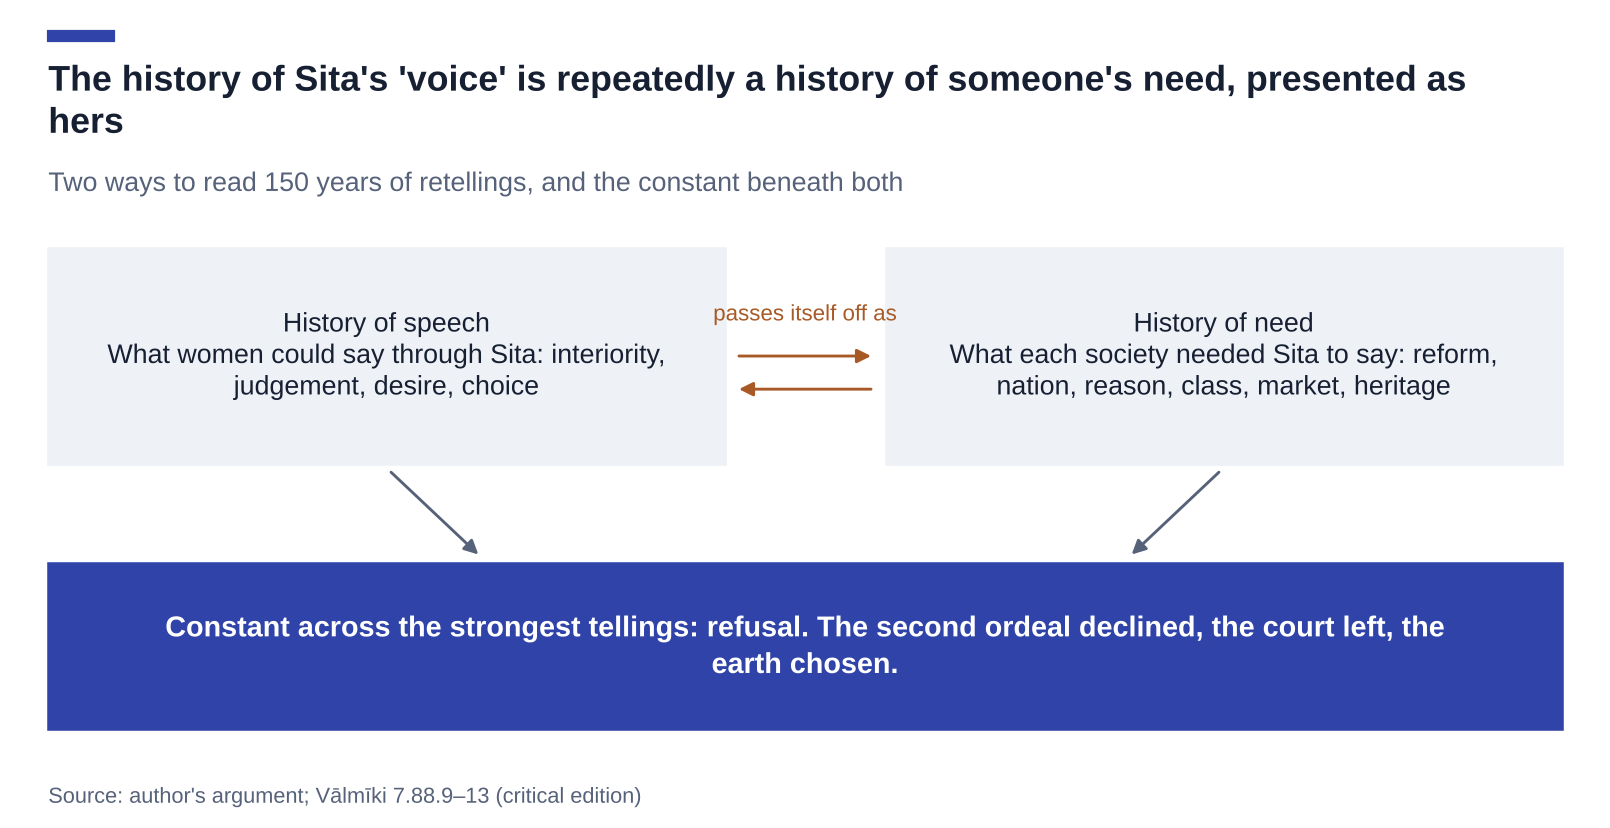 The history of Sita's 'voice' is repeatedly a history of someone's need, presented as
hers
Two ways to read 150 years of retellings, and the constant beneath both
History of speech
What women could say through Sita: interiority,
judgement, desire, choice
passes itself off as
History of need
What each society needed Sita to say: reform,
nation, reason, class, market, heritage
Constant across the strongest tellings: refusal. The second ordeal declined, the court left, the
earth chosen.
Source: author's argument; Vālmīki 7.88.9–13 (critical edition)